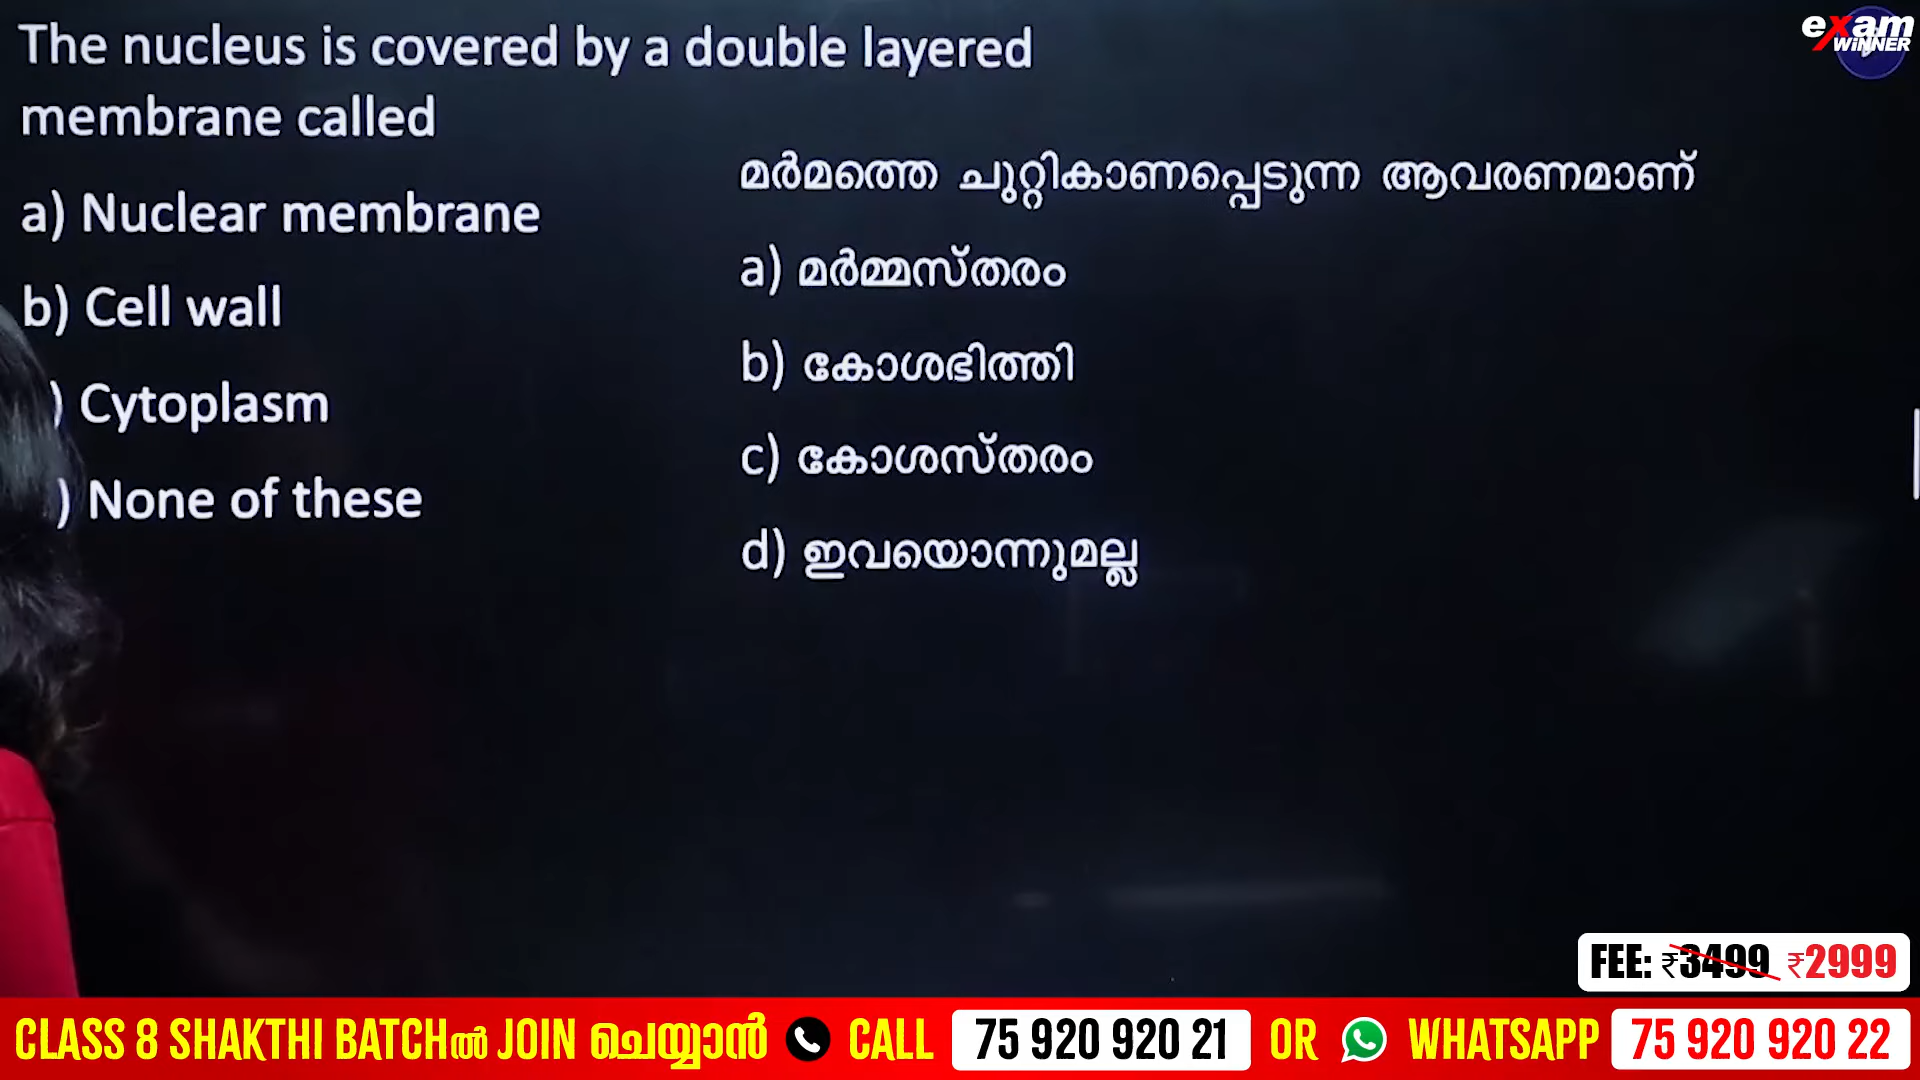 The nucleus is covered by a double layered
membrane called
a) Nuclear membrane
b) Cell wall
) Cytoplasm
) None of these
മർമത്തെ ചുറ്റികാണപ്പെടുന്ന ആവരണമാണ്
a) മർമ്മസ്തരം
b) കോശഭിത്തി
c) കോശസ്തരം
d) ഇവയൊന്നുമല്ല
exam
WINNER
FEE: ₹3499 ₹2999
CLASS 8 SHAKTHI BATCHൽ JOIN ചെയ്യാൻ CALL 75 920 920 21 OR WHATSAPP 75 920 920 22